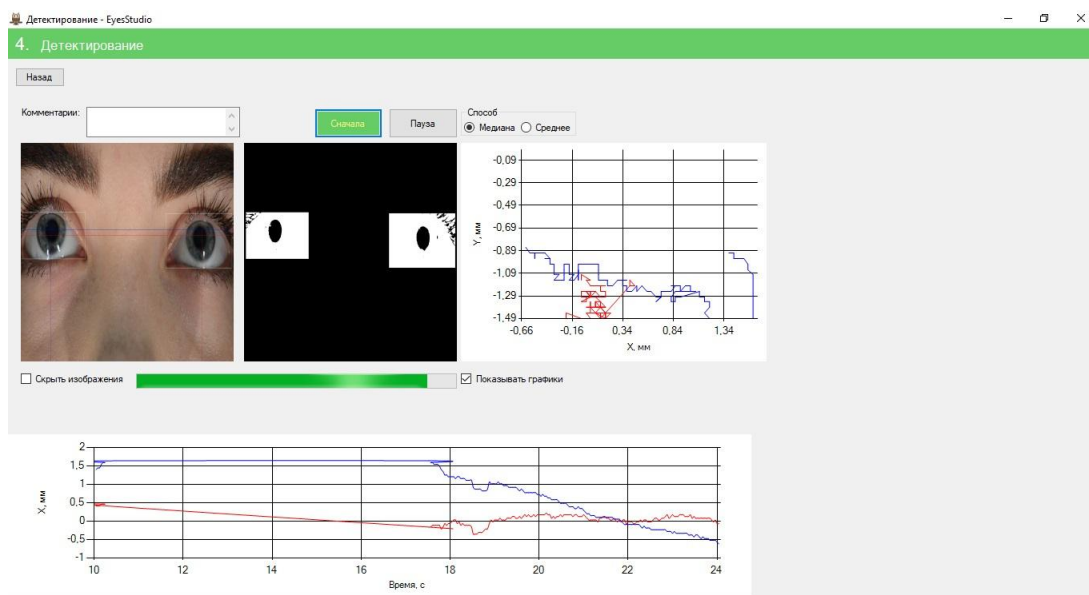 Детектирование - EyesStudio
4. Детектирование
Назад
Комментарии:
Сначала
Пауза
Способ
Медиана
Среднее
-0.09
-0.29
-0.49
-0.69
-0.89
-1.09
-1.29
-1.49
Y, мм
-0,66 -0,16 0,34 0,84 1,34
X, мм
Скрыть изображения
Показывать графики
2
1.5
1
0.5
0
-0.5
-1
X, мм
10 12 14 16 18 20 22 24
Время, с